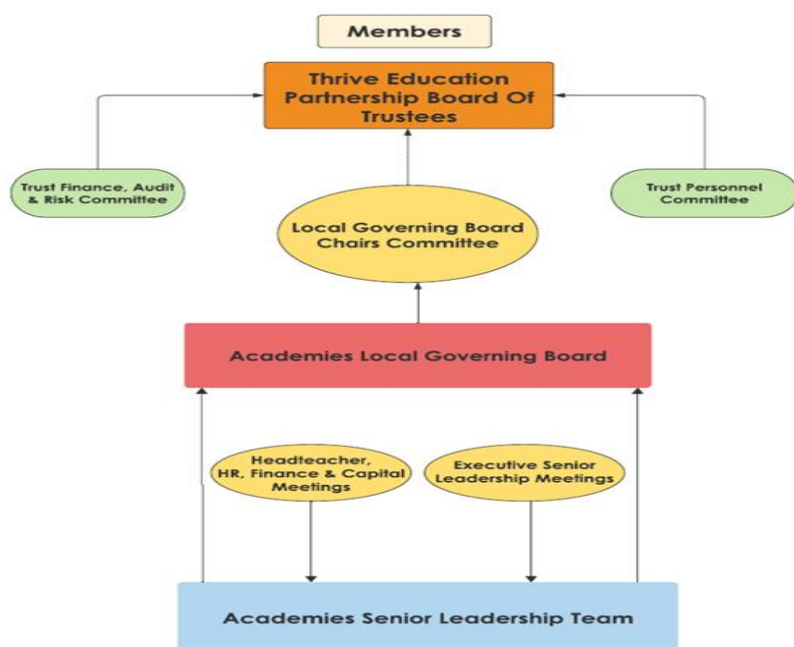 Members
Thrive Education
Partnership Board Of
Trustees
Trust Finance, Audit
& Risk Committee
Trust Personnel
Committee
Local Governing Board
Chairs Committee
Academies Local Governing Board
Headteacher,
HR, Finance & Capital
Meetings
Executive Senior
Leadership Meetings
Academies Senior Leadership Team